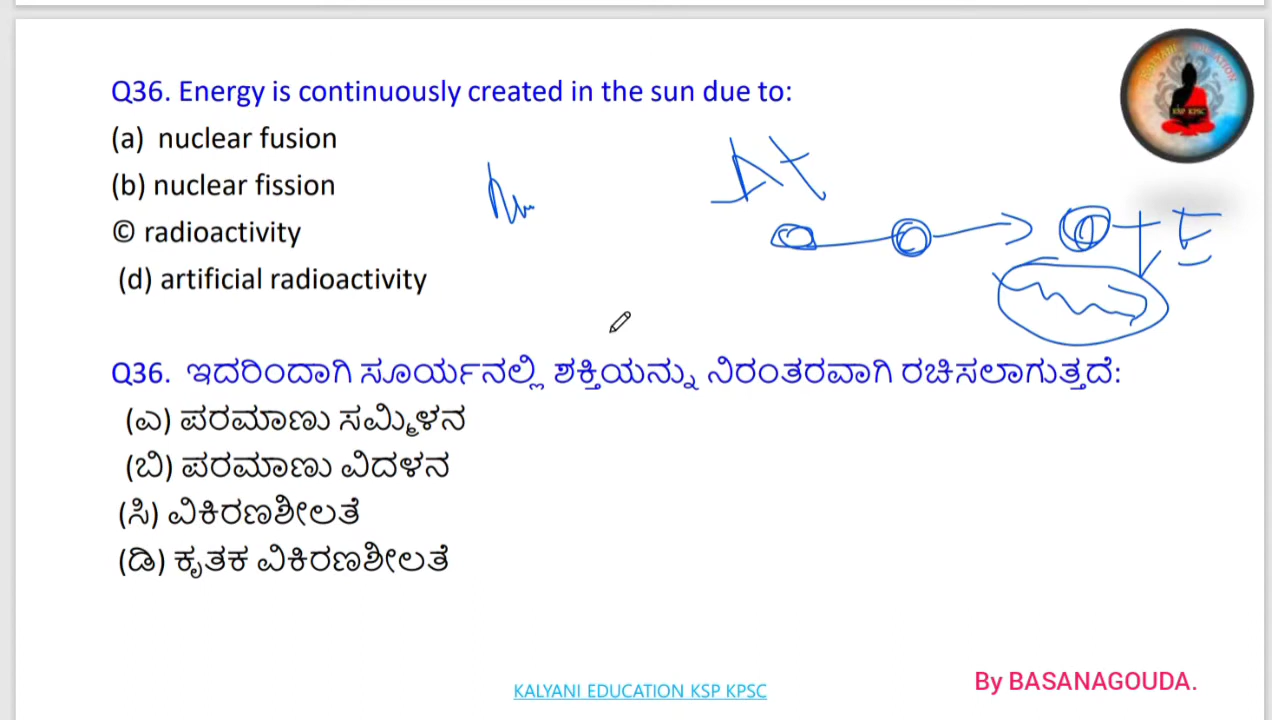 Q36. Energy is continuously created in the sun due to:
(a) nuclear fusion
(b) nuclear fission
© radioactivity
(d) artificial radioactivity
KSP KPSC
E
Q36. ಇದರಿಂದಾಗಿ ಸೂರ್ಯನಲ್ಲಿ ಶಕ್ತಿಯನ್ನು ನಿರಂತರವಾಗಿ ರಚಿಸಲಾಗುತ್ತದೆ:
(ಎ) ಪರಮಾಣು ಸಮ್ಮಿಳನ
(ಬಿ) ಪರಮಾಣು ವಿದಳನ
(ಸಿ) ವಿಕಿರಣಶೀಲತೆ
(ಡಿ) ಕೃತಕ ವಿಕಿರಣಶೀಲತೆ
KALYANI EDUCATION KSP KPSC
By BASANAGOUDA.